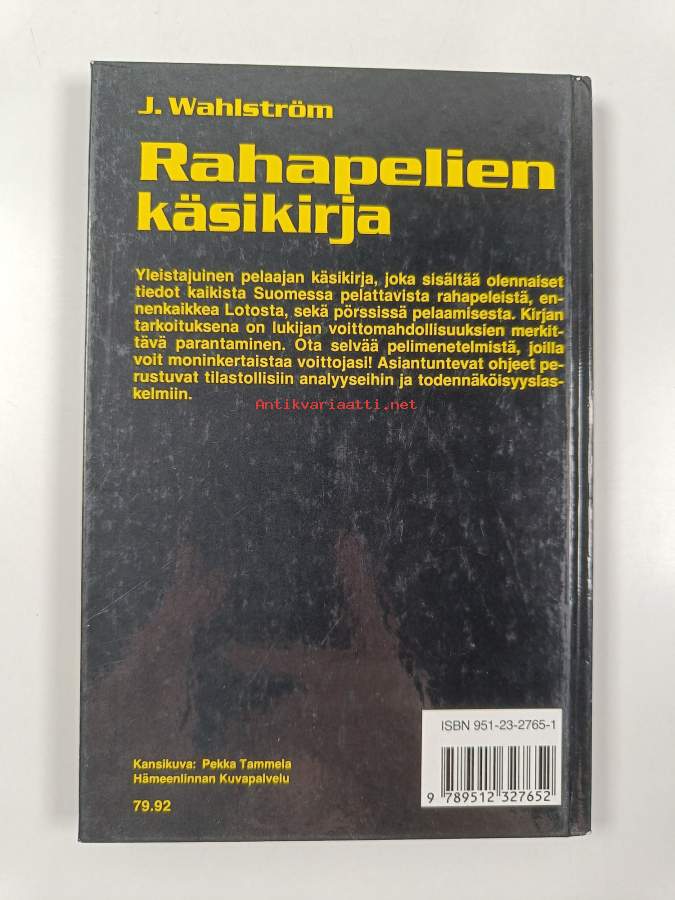 J. Wahlström
Rahapelien
käsikirja
Yleistajuinen pelaajan käsikirja, joka sisältää olennaiset
tiedot kaikista Suomessa pelattavista rahapeleistä, en-
nenkaikkea Lotosta, sekä pörssissä pelaamisesta. Kirjan
tarkoituksena on lukijan voittomahdollisuuksien merkit-
tävä parantaminen. Ota selvää pelimenetelmistä, joilla
voit moninkertaistaa voittojasi! Asiantuntevat ohjeet pe-
rustuvat tilastollisiin analyyseihin ja todennäköisyyslas-
kelmiin.
Antikvariaatti.net
ISBN 951-23-2765-1
9 789512 327652
Kansikuva: Pekka Tammela
Hämeenlinnan Kuvapalvelu
79.92